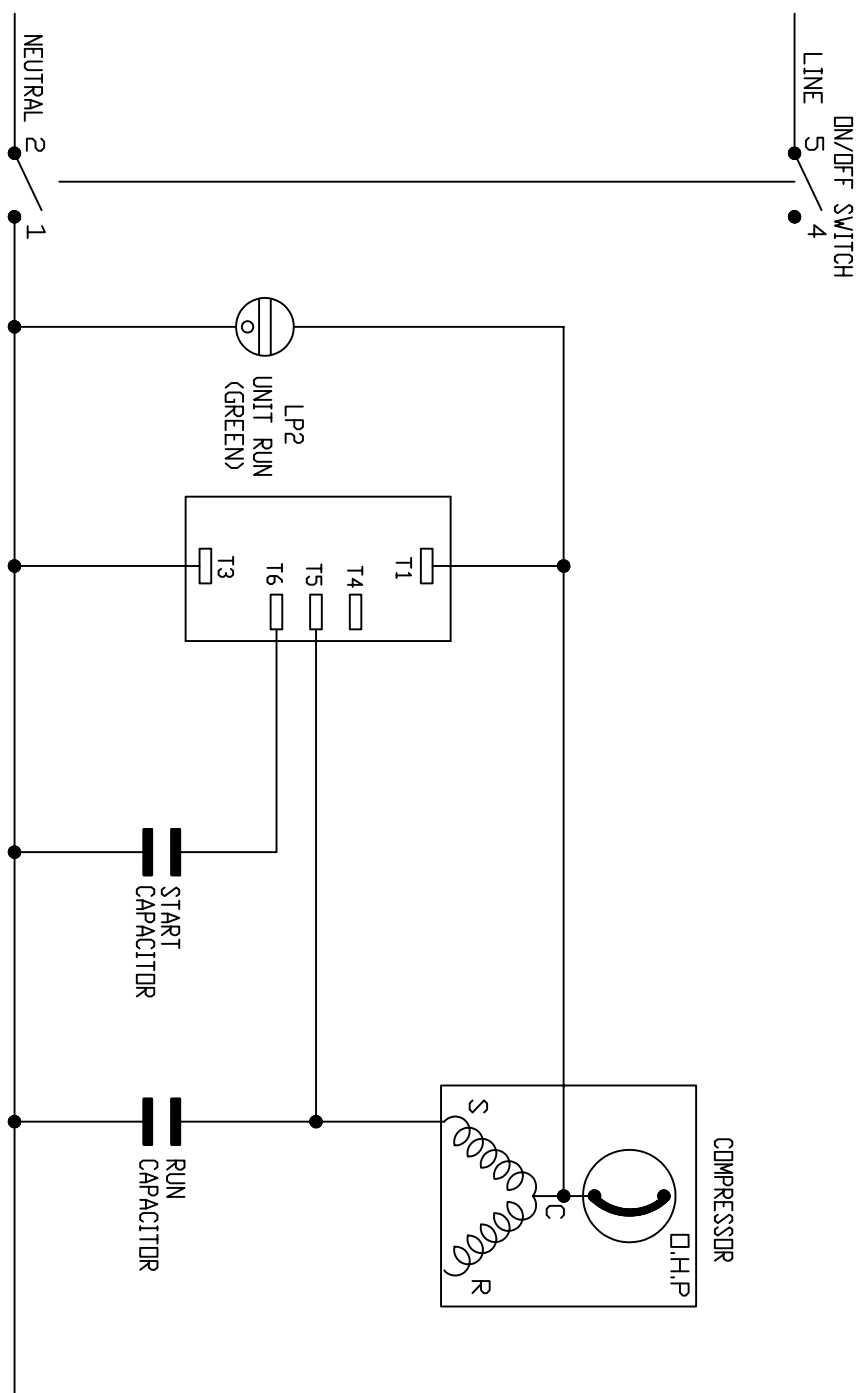 ON/OFF SWITCH
LINE
5
4
NEUTRAL
2
1
LP2
UNIT RUN
(GREEN)
T1
T4
T5
T6
T3
START
CAPACITOR
RUN
CAPACITOR
COMPRESSOR
O.H.P
S
C
R